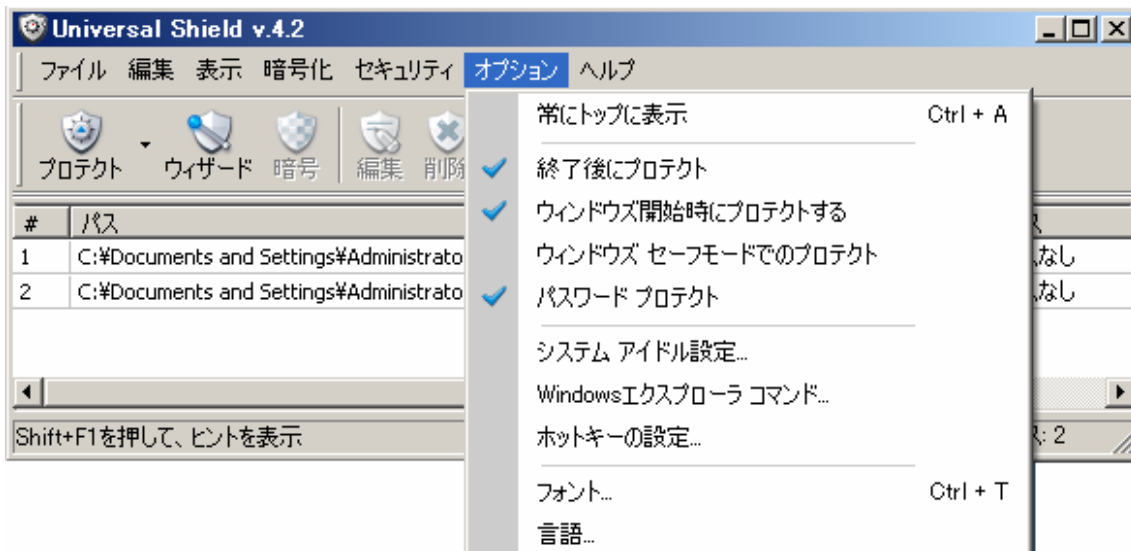 Universal Shield v.4.2
ファイル 編集 表示 暗号化 セキュリティ オプション ヘルプ
プロテクト ウィザード 暗号 編集 削除
常にトップに表示 Ctrl + A
終了後にプロテクト
ウィンドウズ開始時にプロテクトする
ウィンドウズ セーフモードでのプロテクト
パスワード プロテクト
システム アイドル設定...
Windowsエクスプローラ コマンド...
ホットキーの設定...
フォント... Ctrl + T
言語...
# パス ス
1 C:¥Documents and Settings¥Administrato なし
2 C:¥Documents and Settings¥Administrato なし
Shift+F1を押して、ヒントを表示 ス: 2